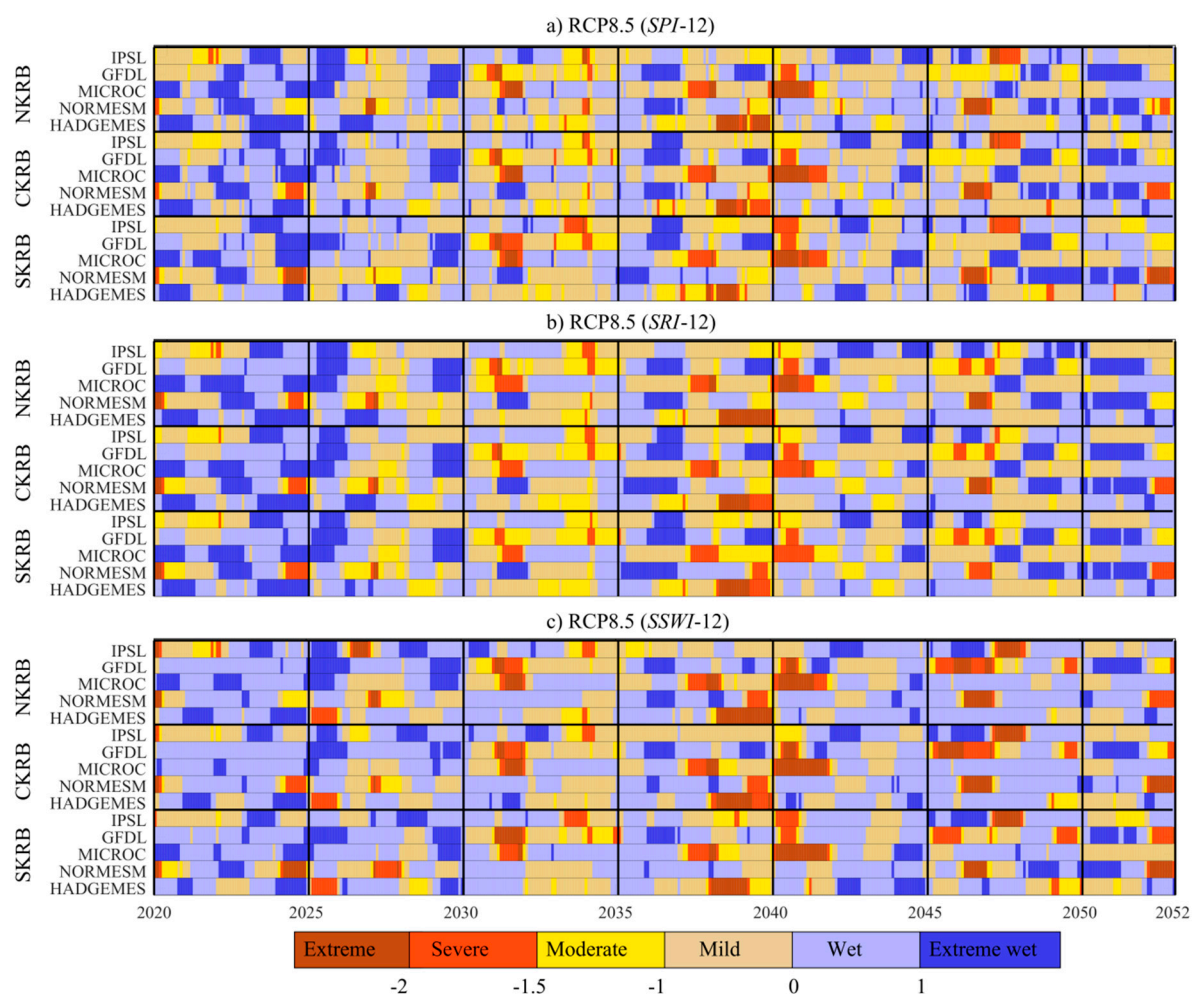 a) RCP8.5 (SPI-12)
NKRB
IPSL
GFDL
MICROC
NORMESM
HADGEMES
CKRB
IPSL
GFDL
MICROC
NORMESM
HADGEMES
SKRB
IPSL
GFDL
MICROC
NORMESM
HADGEMES
b) RCP8.5 (SRI-12)
NKRB
IPSL
GFDL
MICROC
NORMESM
HADGEMES
CKRB
IPSL
GFDL
MICROC
NORMESM
HADGEMES
SKRB
IPSL
GFDL
MICROC
NORMESM
HADGEMES
c) RCP8.5 (SSWI-12)
NKRB
IPSL
GFDL
MICROC
NORMESM
HADGEMES
CKRB
IPSL
GFDL
MICROC
NORMESM
HADGEMES
SKRB
IPSL
GFDL
MICROC
NORMESM
HADGEMES
2020 2025 2030 2035 2040 2045 2050 2052
Extreme Severe Moderate Mild Wet Extreme wet
-2 -1.5 -1 0 1